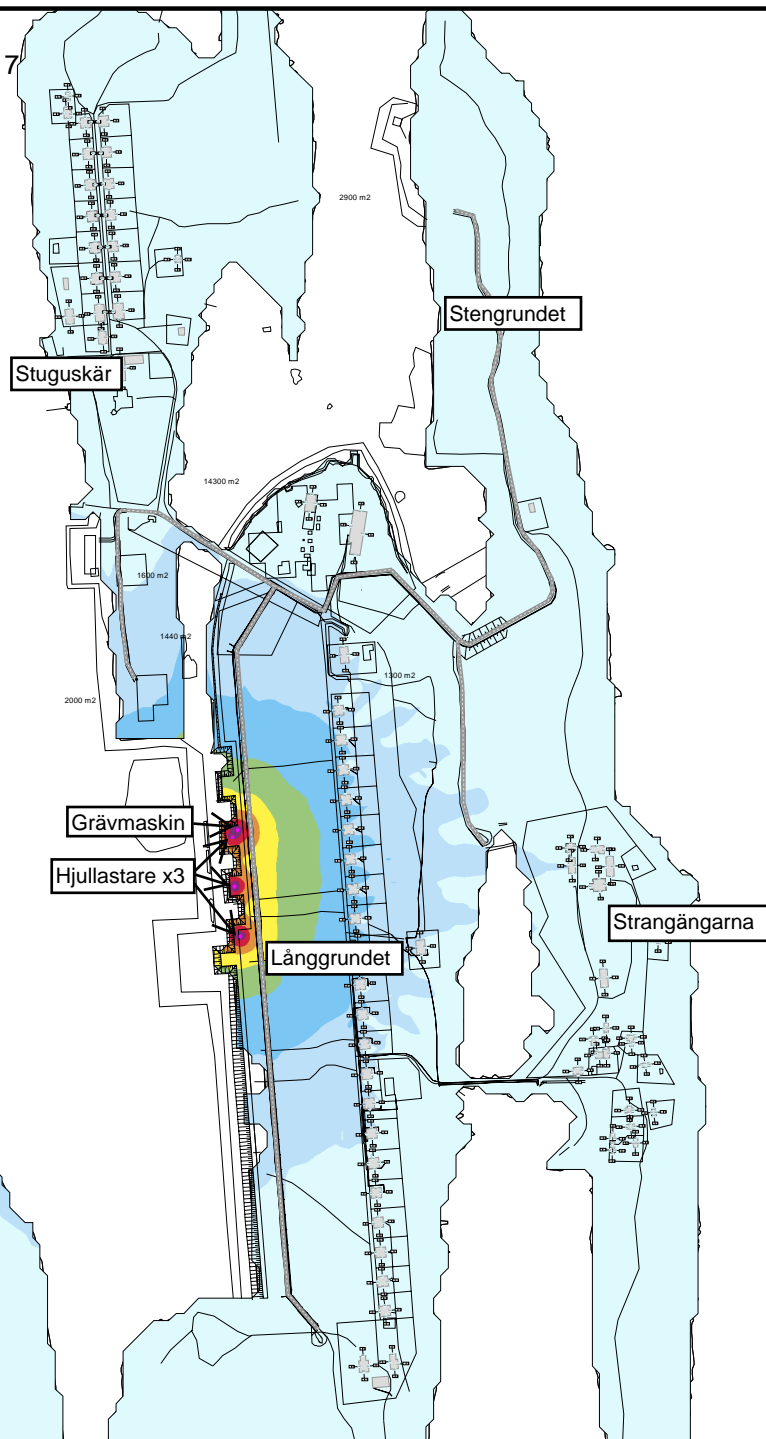 7
2900 m2
Stengrundet
Stuguskär
14300 m2
1600 m2
1440 m2
1300 m2
2000 m2
Grävmaskin
Hjullastare x3
Strangängarna
Långgrundet